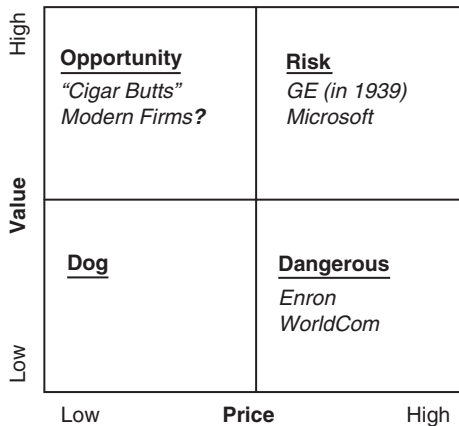 High
Opportunity
“Cigar Butts”
Modern Firms?
Risk
GE (in 1939)
Microsoft
Value
Dog
Dangerous
Enron
WorldCom
Low
Low
Price
High